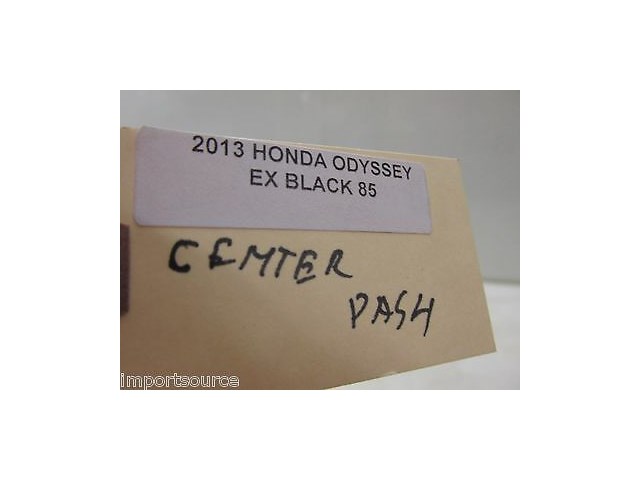 2013 HONDA ODYSSEY
EX BLACK 85
CEMTER
DASH
importsource